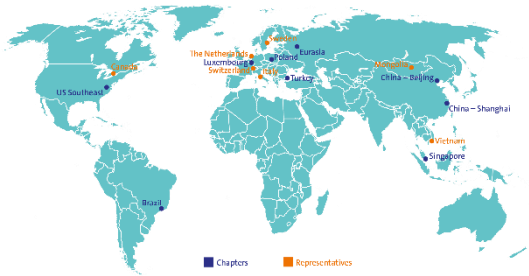 Sweden
Eurasia
The Netherlands
Poland
Luxembourg
Canada
Switzerland
Italy
Mongolia
Turkey
China – Beijing
US Southeast
China – Shanghai
Vietnam
Singapore
Brazil
Chapters
Representatives